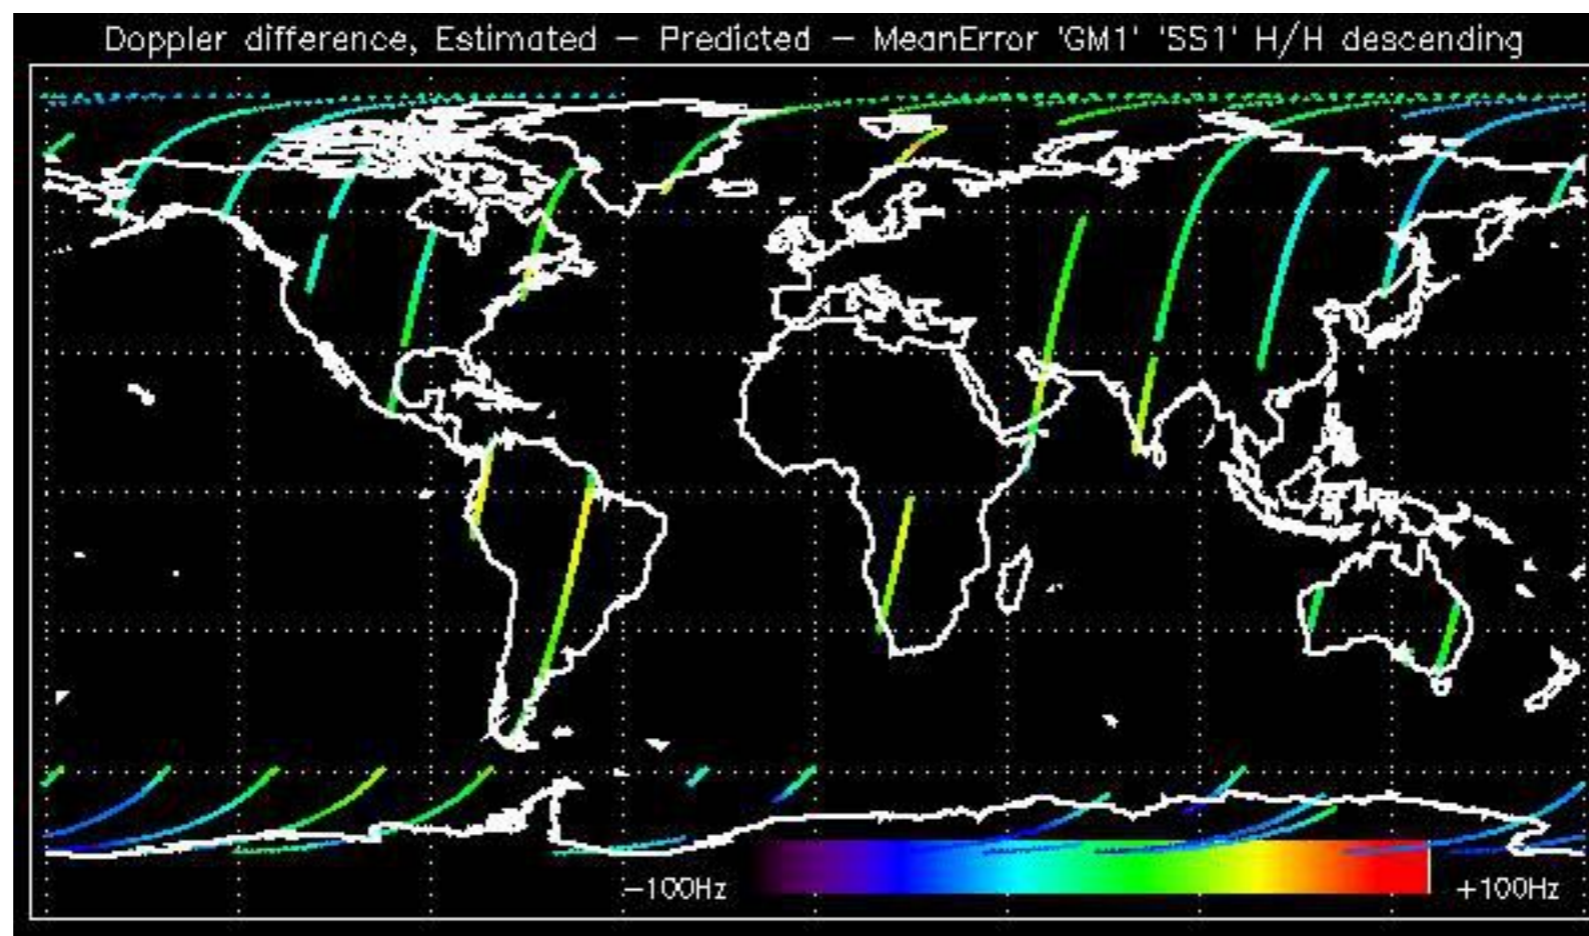 Doppler difference, Estimated – Predicted – MeanError 'GM1' 'SS1' H/H descending
–100Hz
+100Hz